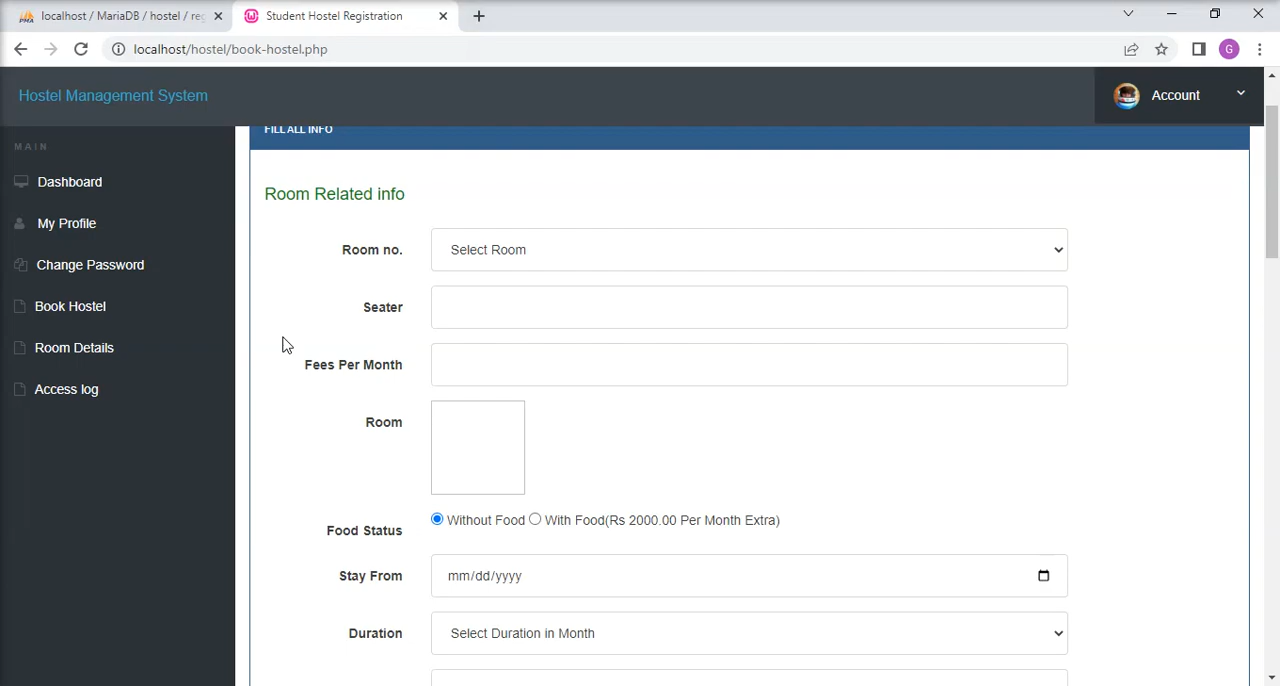 localhost / MariaDB / hostel / reg
Student Hostel Registration
localhost/hostel/book-hostel.php
G
Hostel Management System
Account
MAIN
Dashboard
My Profile
Change Password
Book Hostel
Room Details
Access log
FILL ALL INFO
Room Related info
Room no.
Select Room
Seater
Fees Per Month
Room
Food Status
Without Food
With Food(Rs 2000.00 Per Month Extra)
Stay From
mm/dd/yyyy
Duration
Select Duration in Month